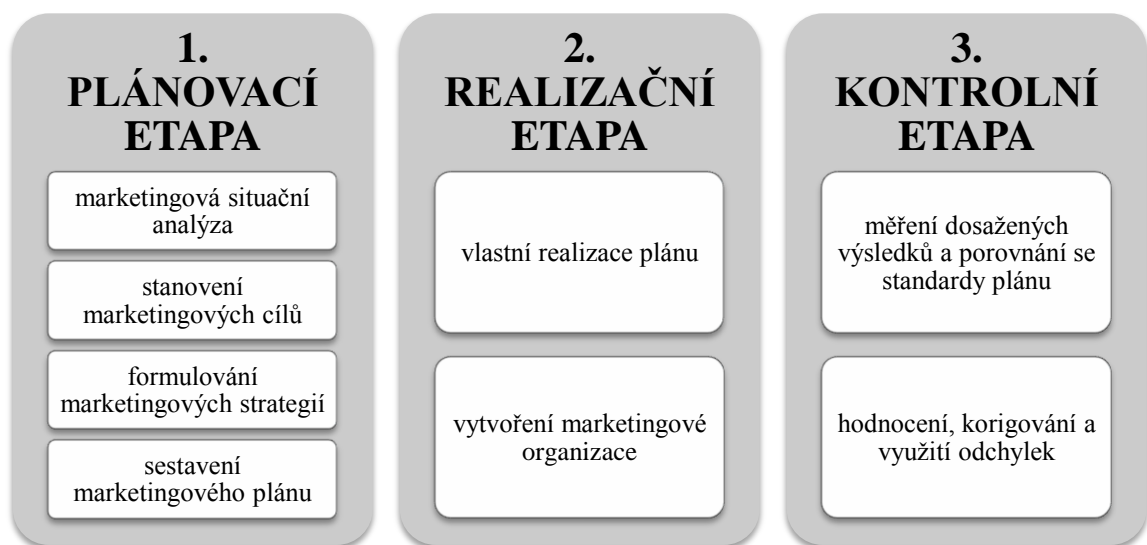 1.
PLÁNOVACÍ
ETAPA
marketingová situační
analýza
stanovení
marketingových cílů
formulování
marketingových strategií
sestavení
marketingového plánu
2.
REALIZAČNÍ
ETAPA
vlastní realizace plánu
vytvoření marketingové
organizace
3.
KONTROLNÍ
ETAPA
měření dosažených
výsledků a porovnání se
standardy plánu
hodnocení, korigování a
využití odchylek